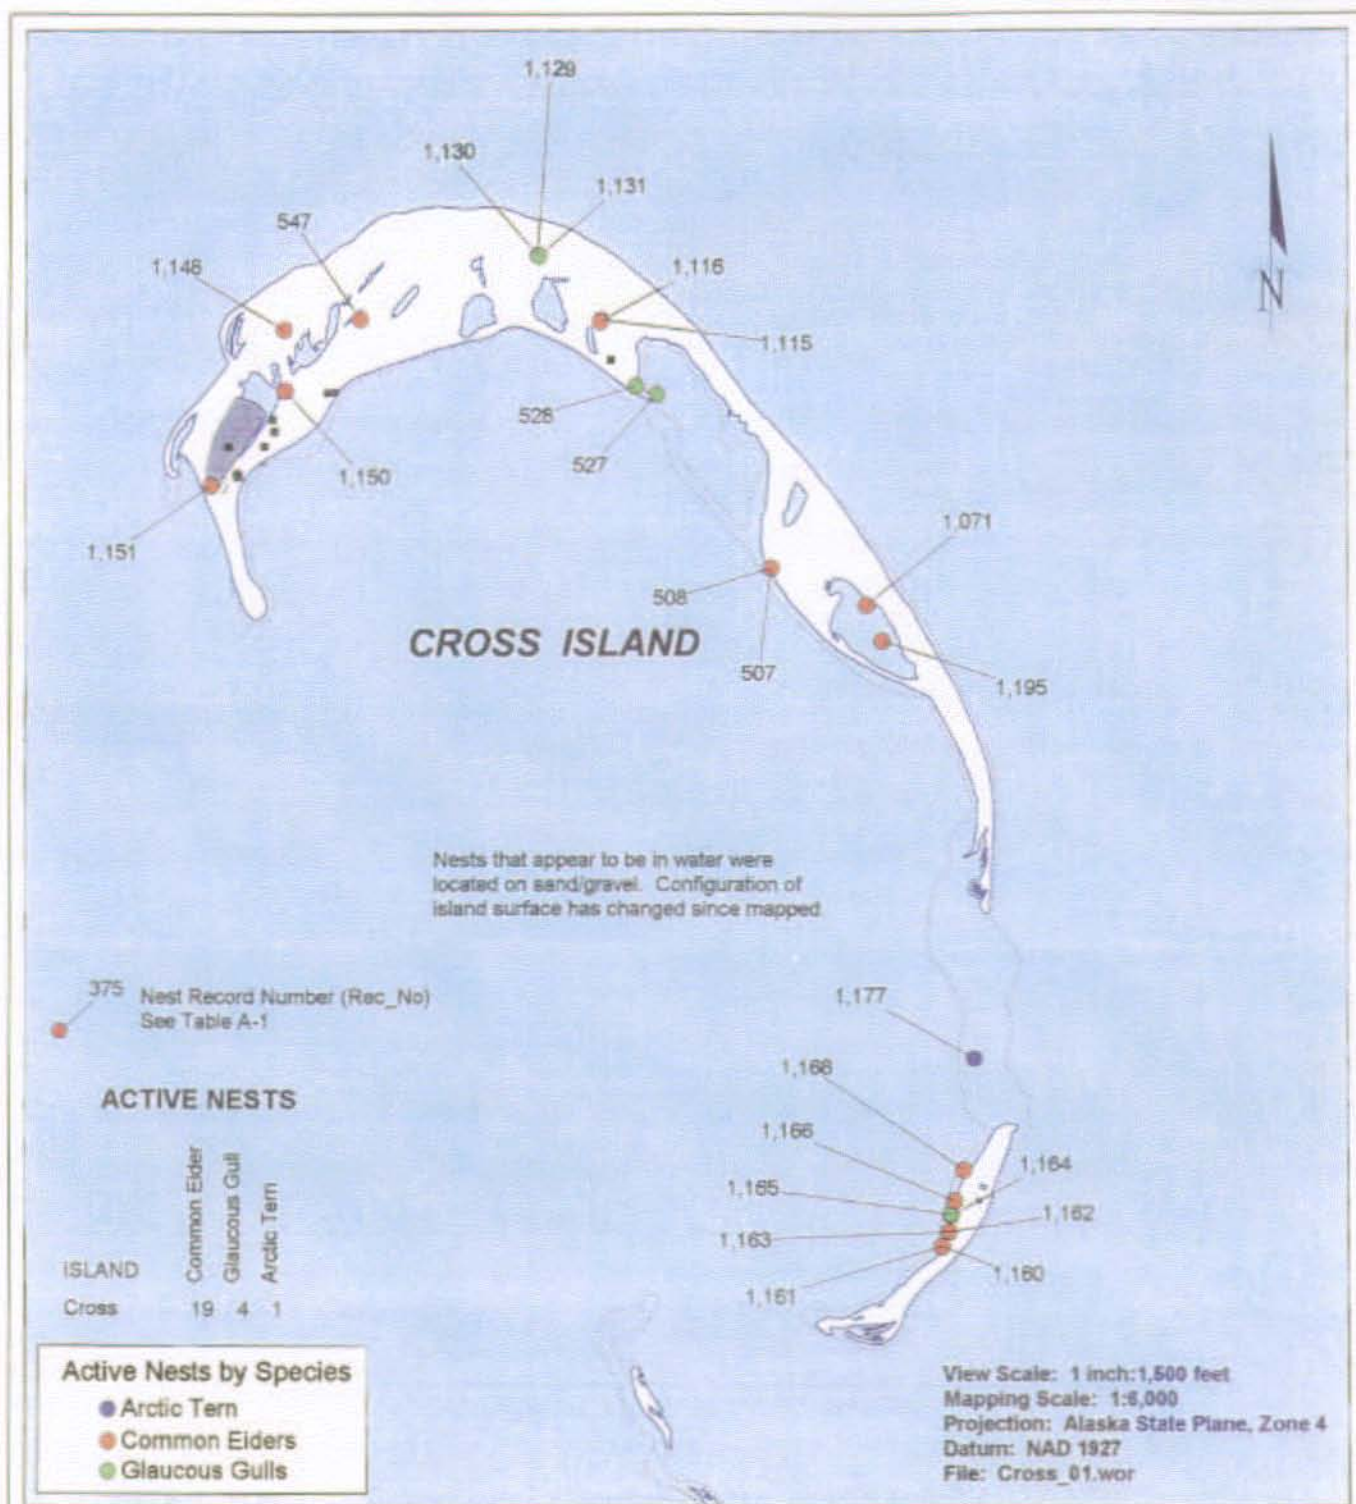 1,129
1,130
1,131
547
1,146
1,116
1,115
528
527
1,150
1,151
1,071
508
507
1,195
N
CROSS ISLAND
Nests that appear to be in water were
located on sand/gravel. Configuration of
island surface has changed since mapped.
375 Nest Record Number (Rec_No)
See Table A-1
1,177
1,168
1,166
1,164
1,165
1,162
1,163
1,160
1,161
ACTIVE NESTS
ISLAND Common Eider Glaucous Gull Arctic Tern
Cross 19 4 1
Active Nests by Species
Arctic Tern
Common Eiders
Glaucous Gulls
View Scale: 1 inch:1,500 feet
Mapping Scale: 1:6,000
Projection: Alaska State Plane, Zone 4
Datum: NAD 1927
File: Cross_01.wor